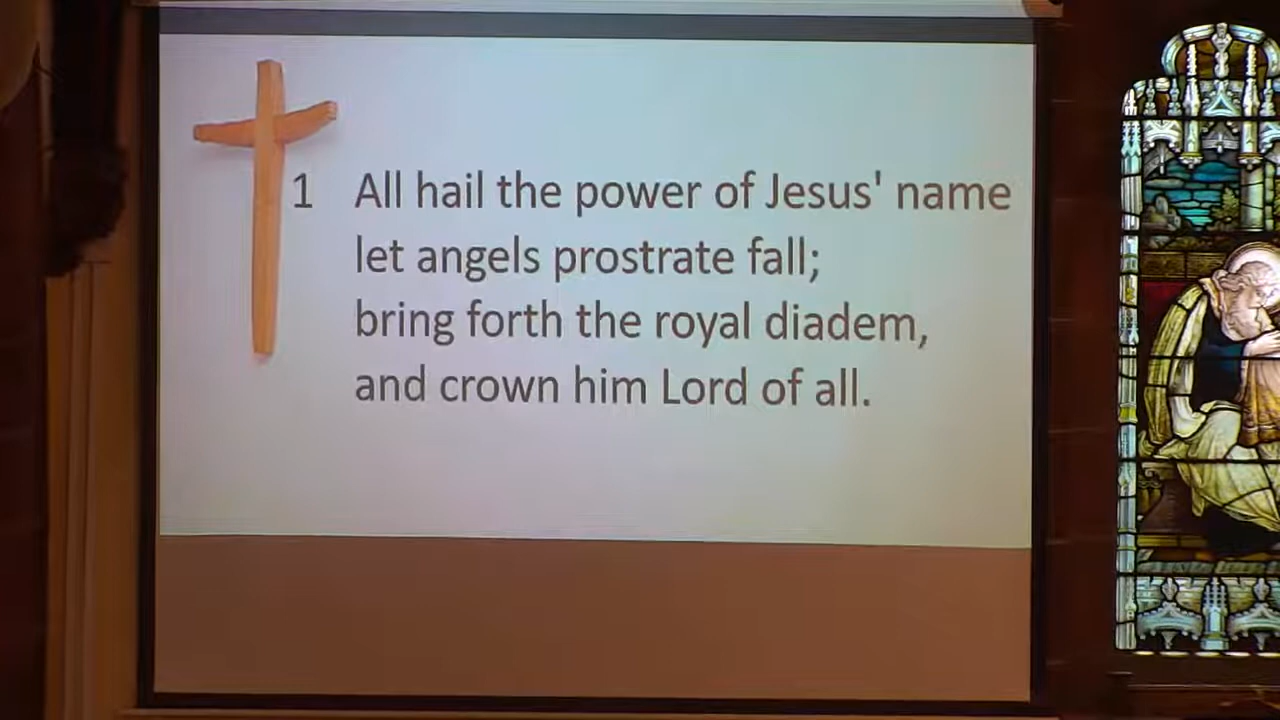 1 All hail the power of Jesus' name
let angels prostrate fall;
bring forth the royal diadem,
and crown him Lord of all.